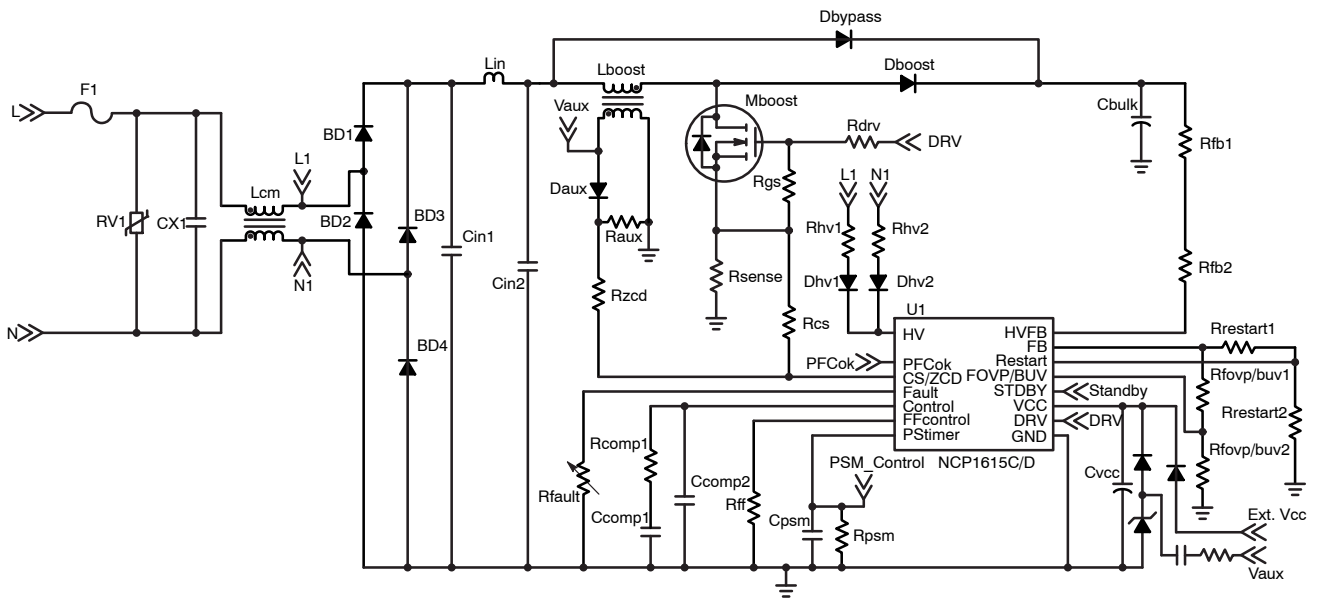 Dbypass
F1
L
Lin
Lboost
Dboost
Vaux
Mboost
Cbulk
BD1
L1
Rdrv
DRV
Rfb1
Lcm
Daux
Rgs
L1
N1
RV1
CX1
BD2
BD3
Cin1
Raux
Rhv1
Rhv2
N1
Cin2
Rsense
Dhv1
Dhv2
Rfb2
Rzcd
Rcs
U1
N
BD4
HV
HVFB
Rrestart1
PFCok
PFCok
CS/ZCD
Fault
Control
FFcontrol
PStimer
FB
Restart
FOVP/BUV
STDBY
VCC
DRV
GND
Standby
DRV
Rfovp/buv1
Rrestart2
Rfovp/buv2
Rcomp1
PSM_Control
NCP1615C/D
Rfault
Ccomp2
Rff
Cvcc
Ccomp1
Cpsm
Rpsm
Ext. Vcc
Vaux